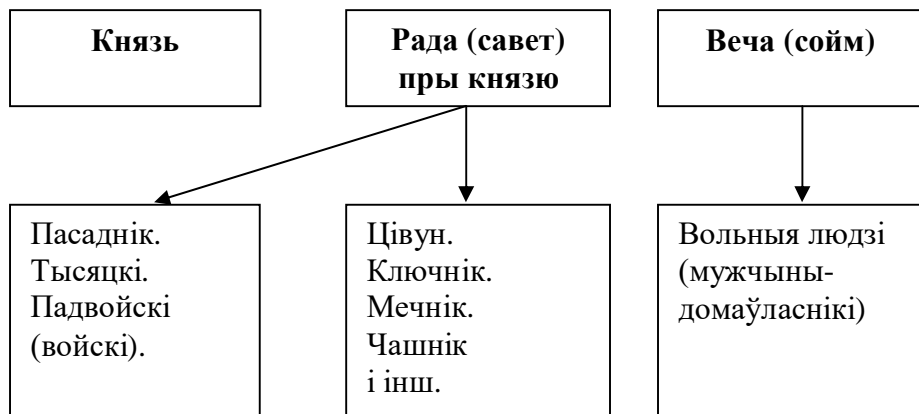 Князь
Рада (савет)
пры князю
Веча (сойм)
Пасаднік.
Тысяцкі.
Падвойскі
(войскі).
Цівун.
Ключнік.
Мечнік.
Чашнік
і інш.
Вольныя людзі
(мужчыны-
домаўласнікі)